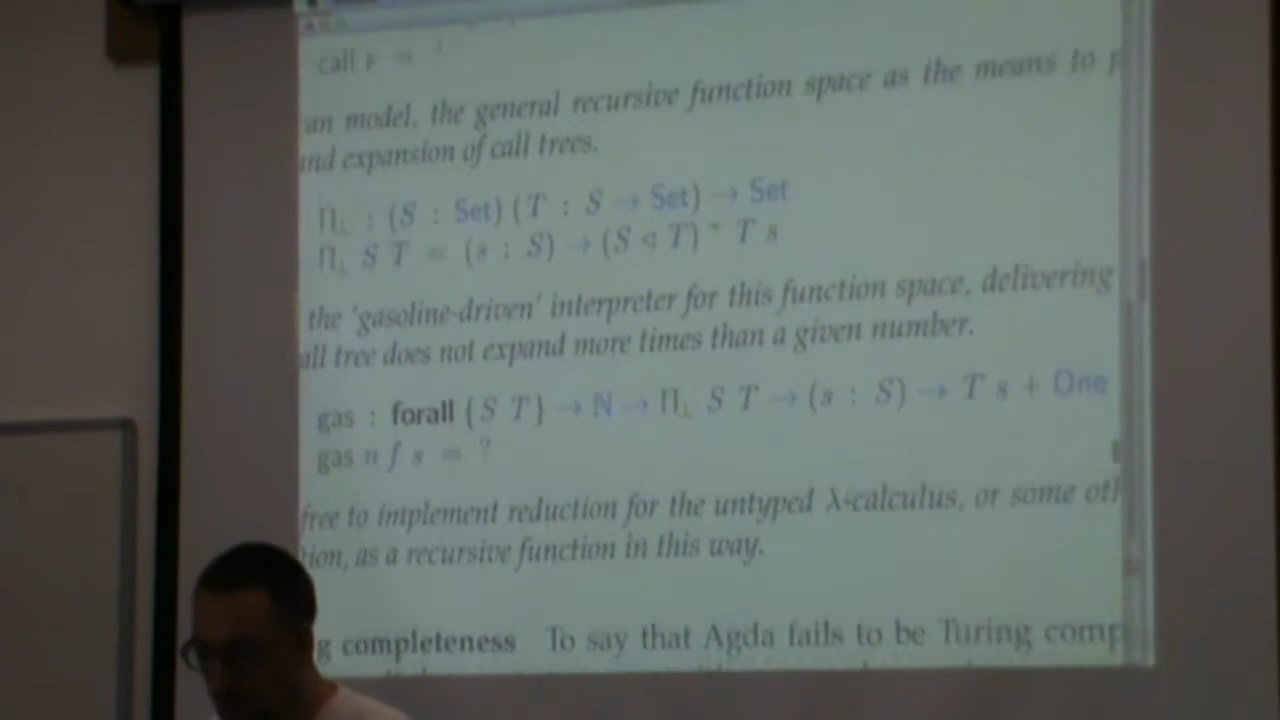 call
an model, the general recursive function space as the means to p
nd expansion of call trees.
Π⊥ : (S : Set) (T : S → Set) → Set
Π⊥ S T = (s : S) → (S ◁ T) * T s
the ‘gasoline-driven’ interpreter for this function space, delivering
all tree does not expand more times than a given number.
gas : forall {S T} → ℕ → Π⊥ S T → (s : S) → T s + One
gas n f s = ?
free to implement reduction for the untyped λ-calculus, or some oth
tion, as a recursive function in this way.
g completeness To say that Agda fails to be Turing comp